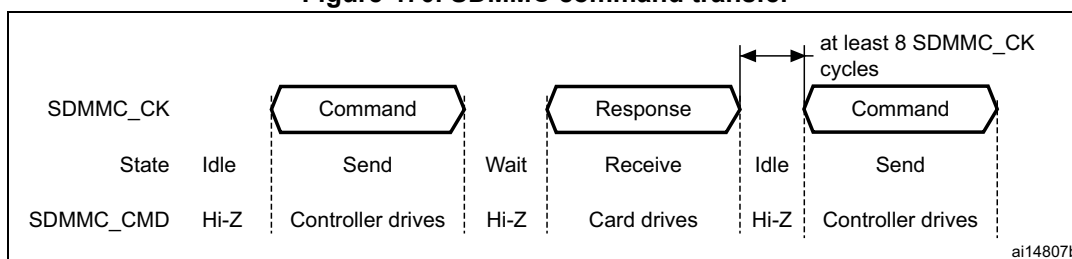 at least 8 SDMMC_CK
cycles
SDMMC_CK Command Response Command
State Idle Send Wait Receive Idle Send
SDMMC_CMD Hi-Z Controller drives Hi-Z Card drives Hi-Z Controller drives
ai14807b